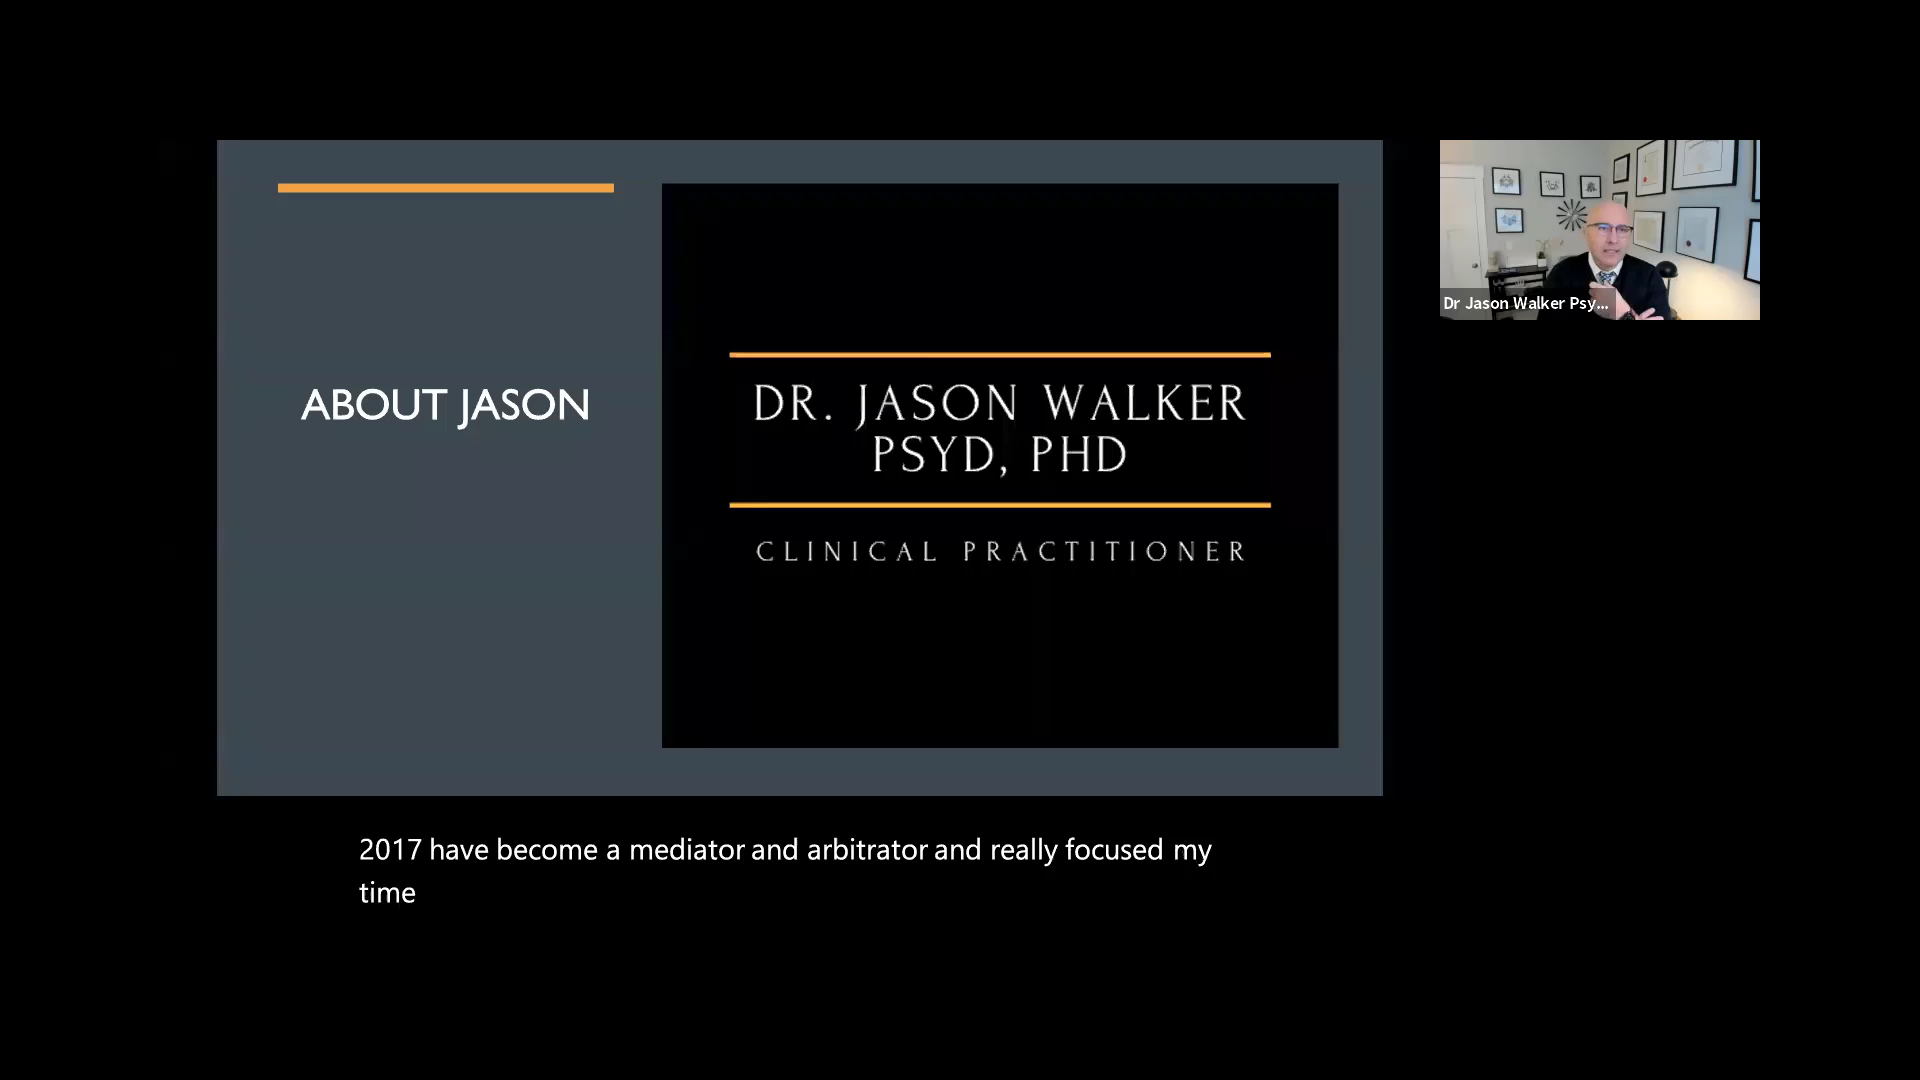 ABOUT JASON
DR. JASON WALKER
PSYD, PHD
CLINICAL PRACTITIONER
Dr Jason Walker Psy...
2017 have become a mediator and arbitrator and really focused my
time